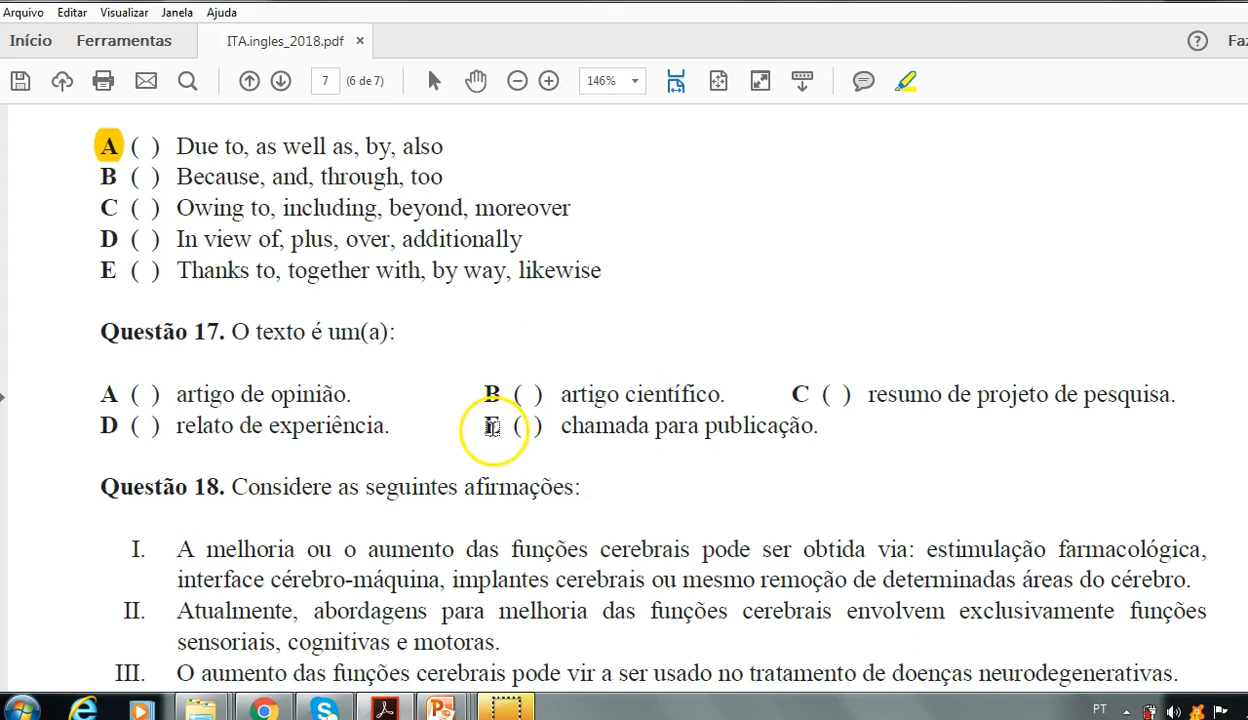 Arquivo Editar Visualizar Janela Ajuda
Início Ferramentas ITA.ingles_2018.pdf × ? Faz
7 (6 de 7) 146%
A ( ) Due to, as well as, by, also
B ( ) Because, and, through, too
C ( ) Owing to, including, beyond, moreover
D ( ) In view of, plus, over, additionally
E ( ) Thanks to, together with, by way, likewise
Questão 17. O texto é um(a):
A ( ) artigo de opinião. B ( ) artigo científico. C ( ) resumo de projeto de pesquisa.
D ( ) relato de experiência. E ( ) chamada para publicação.
Questão 18. Considere as seguintes afirmações:
I. A melhoria ou o aumento das funções cerebrais pode ser obtida via: estimulação farmacológica,
interface cérebro-máquina, implantes cerebrais ou mesmo remoção de determinadas áreas do cérebro.
II. Atualmente, abordagens para melhoria das funções cerebrais envolvem exclusivamente funções
sensoriais, cognitivas e motoras.
III. O aumento das funções cerebrais pode vir a ser usado no tratamento de doenças neurodegenerativas.
PT